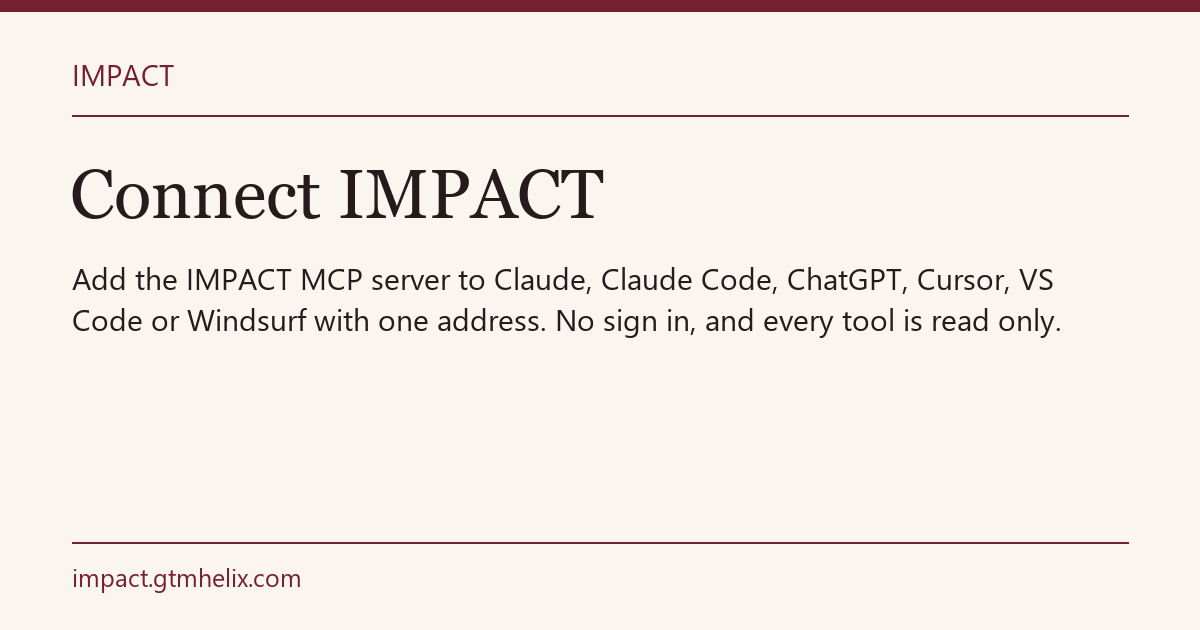 IMPACT
Connect IMPACT
Add the IMPACT MCP server to Claude, Claude Code, ChatGPT, Cursor, VS
Code or Windsurf with one address. No sign in, and every tool is read only.
impact.gtmhelix.com